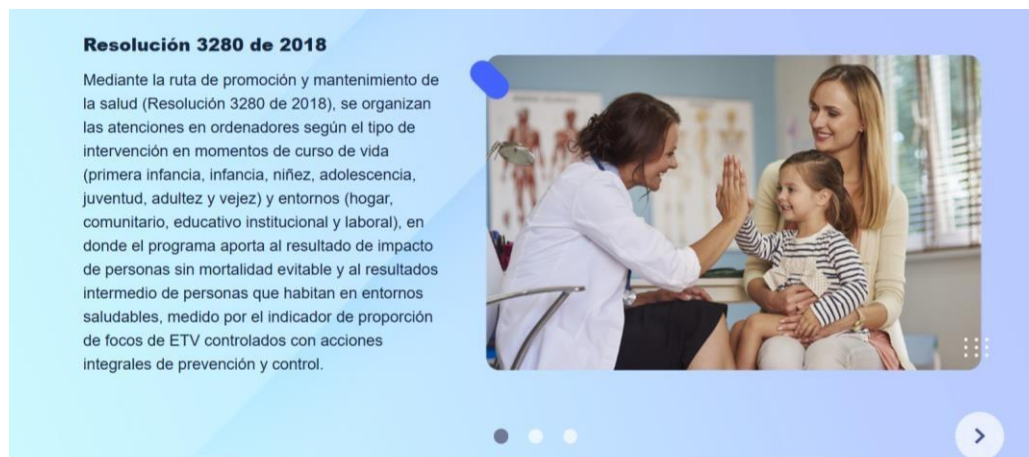 Resolución 3280 de 2018
Mediante la ruta de promoción y mantenimiento de
la salud (Resolución 3280 de 2018), se organizan
las atenciones en ordenadores según el tipo de
intervención en momentos de curso de vida
(primera infancia, infancia, niñez, adolescencia,
juventud, adultez y vejez) y entornos (hogar,
comunitario, educativo institucional y laboral), en
donde el programa aporta al resultado de impacto
de personas sin mortalidad evitable y al resultados
intermedio de personas que habitan en entornos
saludables, medido por el indicador de proporción
de focos de ETV controlados con acciones
integrales de prevención y control.